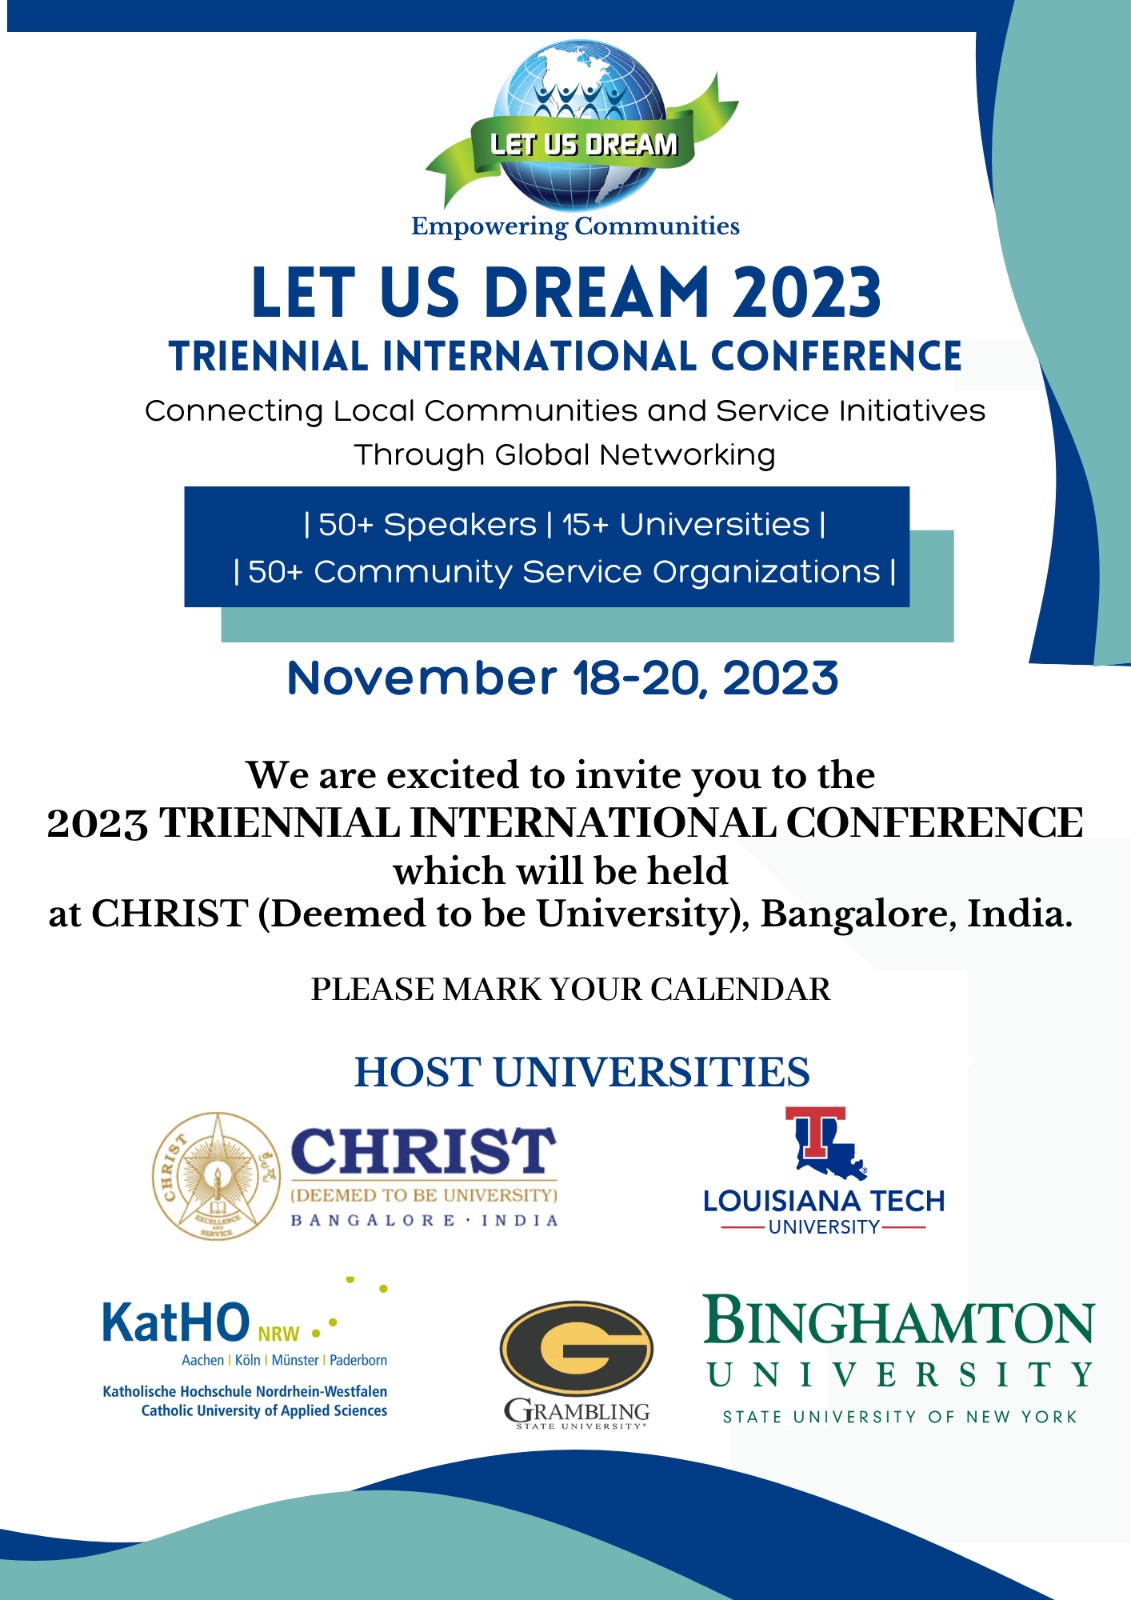 LET US DREAM
Empowering Communities
LET US DREAM 2023
TRIENNIAL INTERNATIONAL CONFERENCE
Connecting Local Communities and Service Initiatives
Through Global Networking
| 50+ Speakers | 15+ Universities |
| 50+ Community Service Organizations |
November 18-20, 2023
We are excited to invite you to the
2023 TRIENNIAL INTERNATIONAL CONFERENCE
which will be held
at CHRIST (Deemed to be University), Bangalore, India.
PLEASE MARK YOUR CALENDAR
HOST UNIVERSITIES
CHRIST
EXCELLENCE
AND
SERVICE
CHRIST
(DEEMED TO BE UNIVERSITY)
BANGALORE · INDIA
T
LOUISIANA TECH
UNIVERSITY
KatHO NRW
Aachen | Köln | Münster | Paderborn
Katholische Hochschule Nordrhein-Westfalen
Catholic University of Applied Sciences
G
GRAMBLING
STATE UNIVERSITY®
BINGHAMTON
UNIVERSITY
STATE UNIVERSITY OF NEW YORK